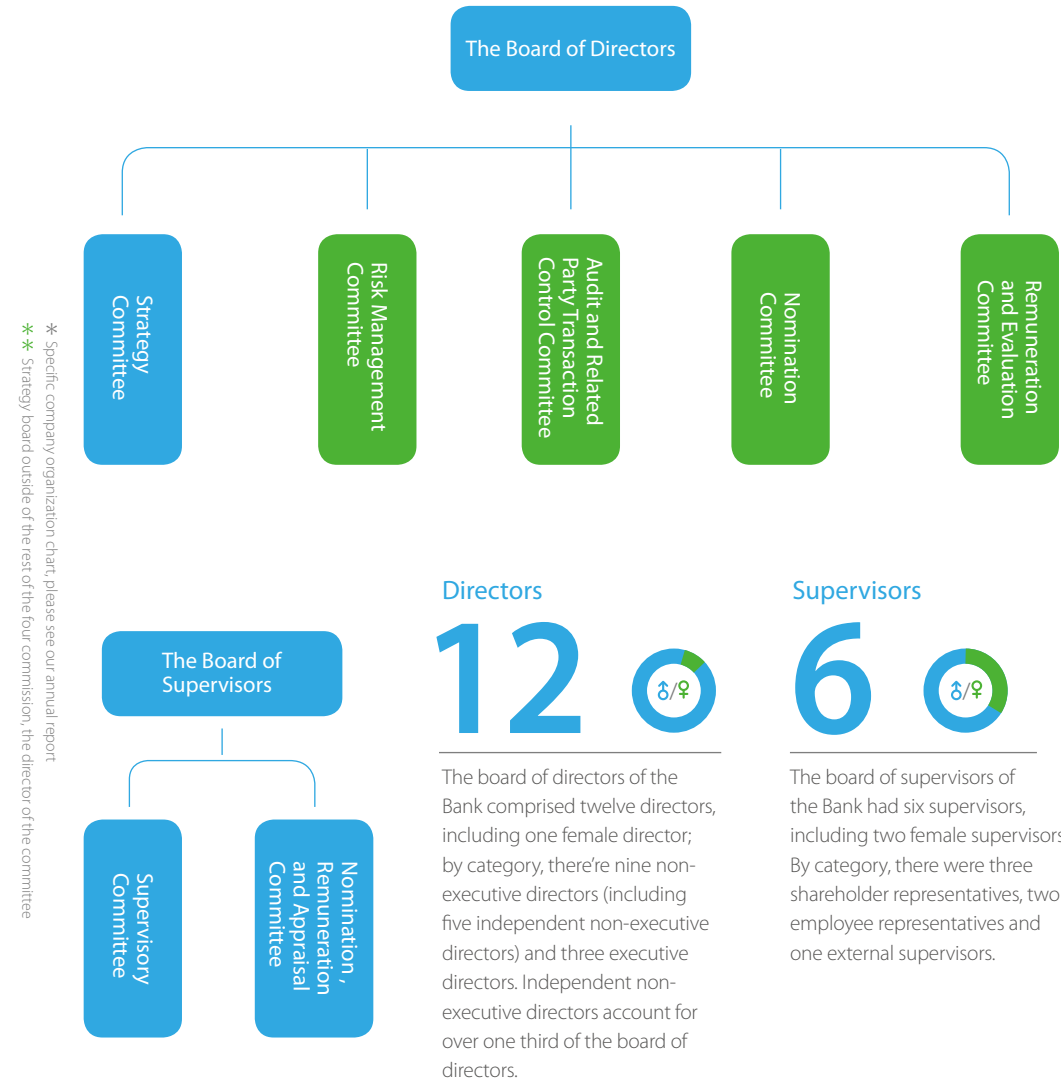 The Board of Directors
Strategy
Committee
Risk Management
Committee
Audit and Related
Party Transaction
Control Committee
Nomination
Committee
Remuneration
and Evaluation
Committee
* Specific company organization chart, please see our annual report
** Strategy board outside of the rest of the four commission, the director of the committee
The Board of
Supervisors
Supervisory
Committee
Nomination ,
Remuneration
and Appraisal
Committee
Directors
12
♂/♀
The board of directors of the
Bank comprised twelve directors,
including one female director;
by category, there’re nine non-
executive directors (including
five independent non-executive
directors) and three executive
directors. Independent non-
executive directors account for
over one third of the board of
directors.
Supervisors
6
♂/♀
The board of supervisors of
the Bank had six supervisors,
including two female supervisors
By category, there were three
shareholder representatives, two
employee representatives and
one external supervisors.